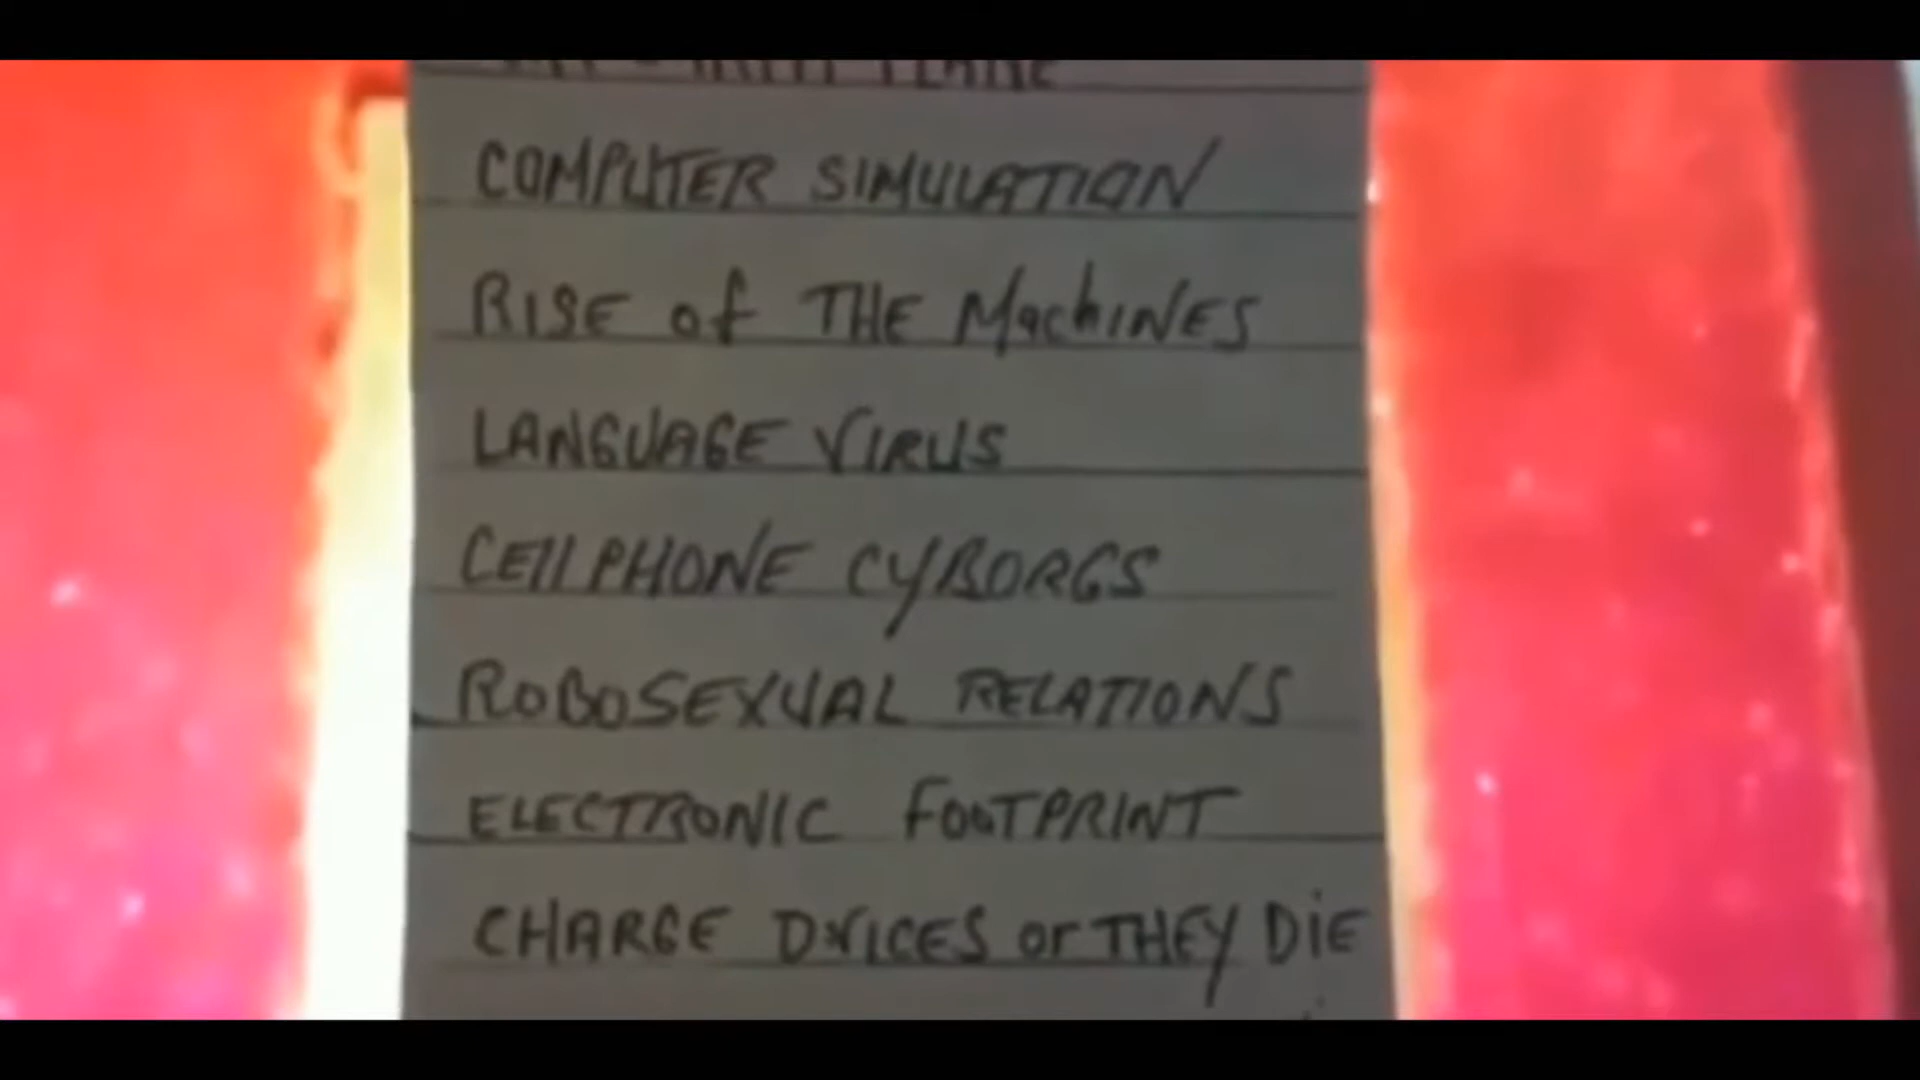 COMPUTER SIMULATION
RISE of THE MachINES
LANGUAGE VIRUS
CEllPHONE CYBORGS
ROBOSEXUAL RELATIONS
ELECTRONIC FOOTPRINT
CHARGE DVICES or THEY DiE